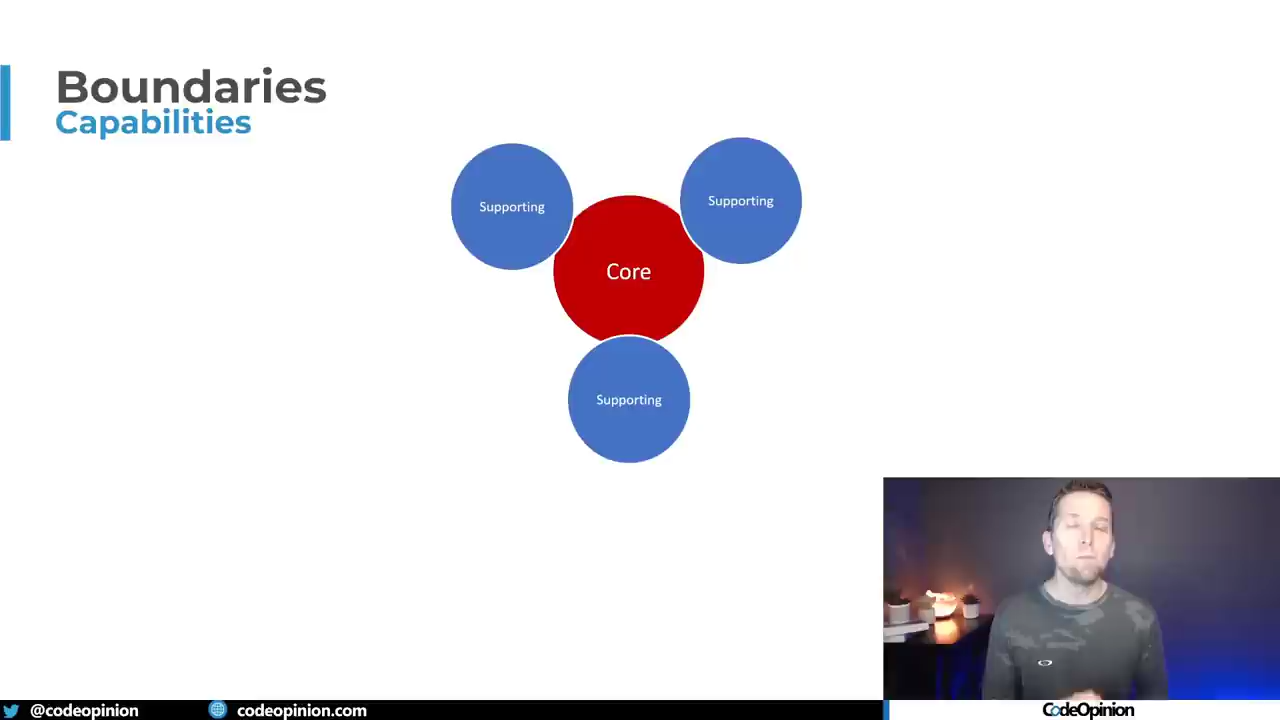 Boundaries
Capabilities
Supporting
Supporting
Core
Supporting
@codeopinion
codeopinion.com
CodeOpinion